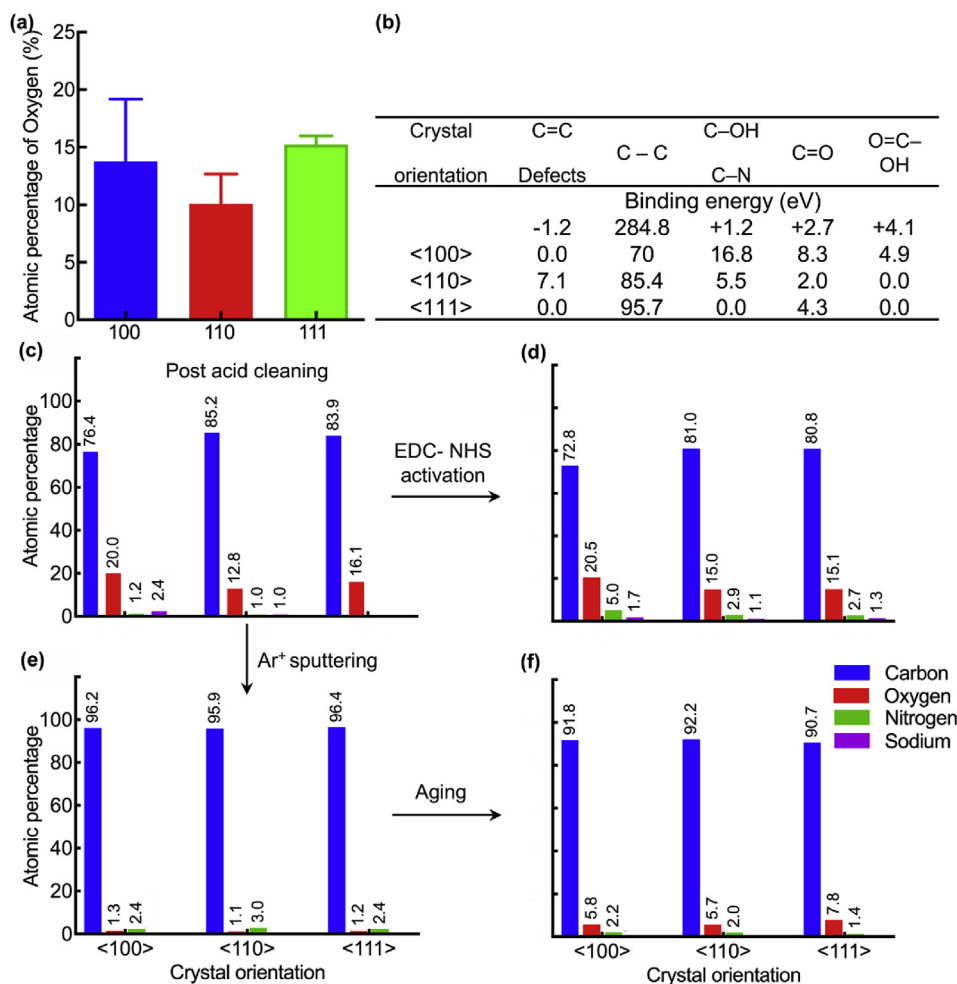 (a)
Atomic percentage of Oxygen (%)
25
20
15
10
5
0
100 110 111
(b)
Crystal orientation C=C Defects C – C C–OH C–N C=O O=C–OH
Binding energy (eV)
-1.2 284.8 +1.2 +2.7 +4.1
<100> 0.0 70 16.8 8.3 4.9
<110> 7.1 85.4 5.5 2.0 0.0
<111> 0.0 95.7 0.0 4.3 0.0
(c)
Post acid cleaning
Atomic percentage
100
80
60
40
20
0
76.4 20.0 1.2 2.4
85.2 12.8 1.0 1.0
83.9 16.1
EDC- NHS
activation
(d)
72.8 20.5 5.0 1.7
81.0 15.0 2.9 1.1
80.8 15.1 2.7 1.3
Ar+ sputtering
(e)
Atomic percentage
100
80
60
40
20
0
96.2 1.3 2.4
95.9 1.1 3.0
96.4 1.2 2.4
<100> <110> <111>
Crystal orientation
Aging
(f)
91.8 5.8 2.2
92.2 5.7 2.0
90.7 7.8 1.4
Carbon
Oxygen
Nitrogen
Sodium
<100> <110> <111>
Crystal orientation